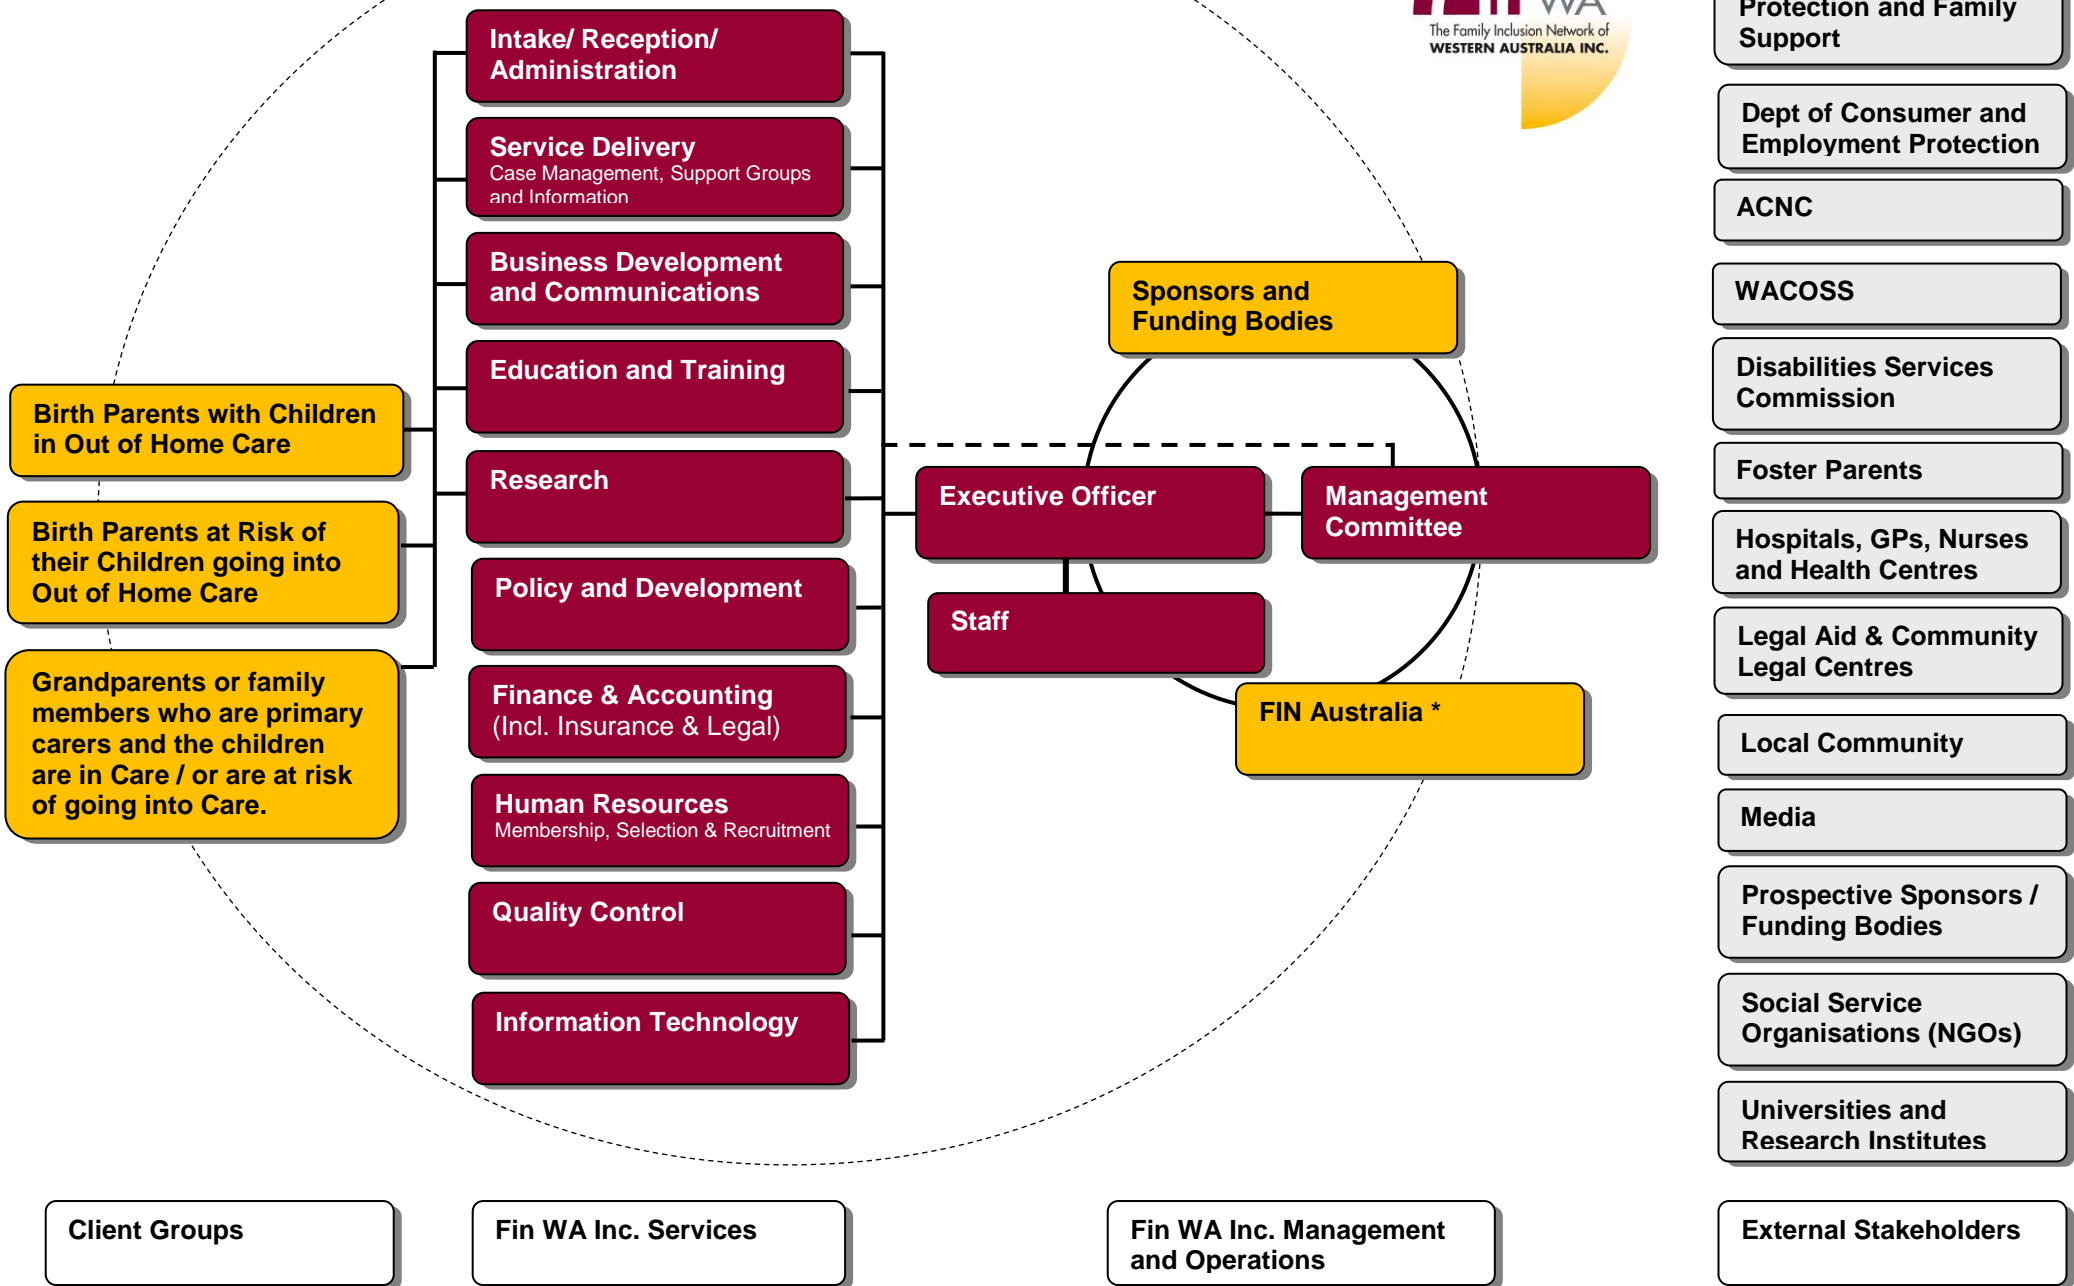 Intake/ Reception/
Administration
Service Delivery
Case Management, Support Groups
and Information
Business Development
and Communications
Education and Training
Research
Policy and Development
Finance & Accounting
(Incl. Insurance & Legal)
Human Resources
Membership, Selection & Recruitment
Quality Control
Information Technology
Birth Parents with Children
in Out of Home Care
Birth Parents at Risk of
their Children going into
Out of Home Care
Grandparents or family
members who are primary
carers and the children
are in Care / or are at risk
of going into Care.
WA
The Family Inclusion Network of
WESTERN AUSTRALIA INC.
Sponsors and
Funding Bodies
Executive Officer
Management
Committee
Staff
FIN Australia *
Protection and Family
Support
Dept of Consumer and
Employment Protection
ACNC
WACOSS
Disabilities Services
Commission
Foster Parents
Hospitals, GPs, Nurses
and Health Centres
Legal Aid & Community
Legal Centres
Local Community
Media
Prospective Sponsors /
Funding Bodies
Social Service
Organisations (NGOs)
Universities and
Research Institutes
Client Groups
Fin WA Inc. Services
Fin WA Inc. Management
and Operations
External Stakeholders